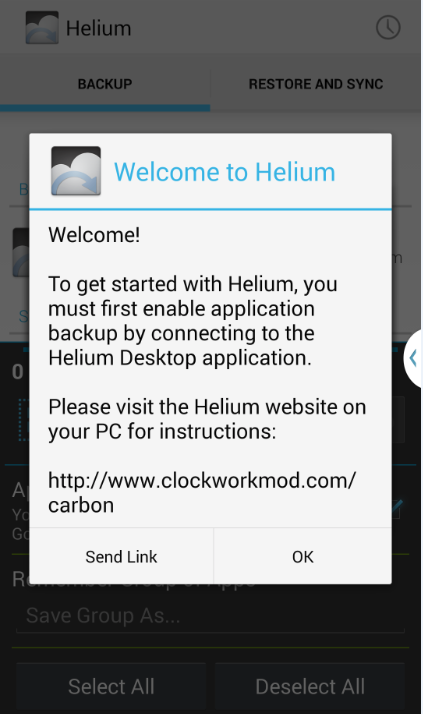 Helium
BACKUP
RESTORE AND SYNC
Welcome to Helium
Welcome!
To get started with Helium, you
must first enable application
backup by connecting to the
Helium Desktop application.
Please visit the Helium website on
your PC for instructions:
http://www.clockworkmod.com/
carbon
Send Link
OK
Save Group As...
Select All
Deselect All